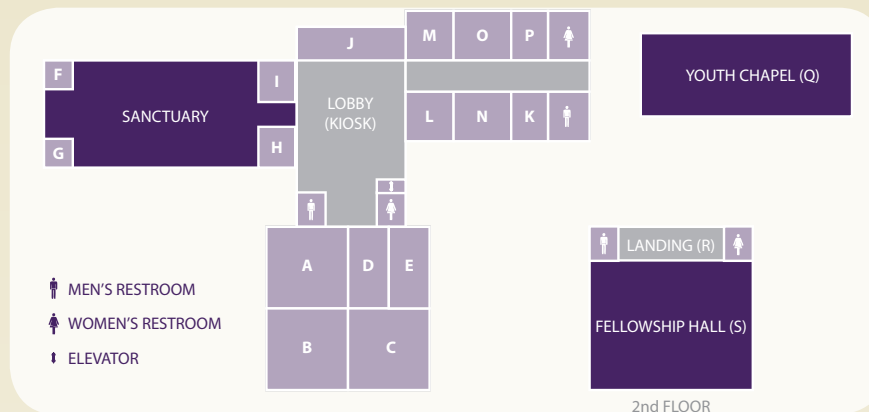 J
M
O
P
F
I
SANCTUARY
LOBBY
(KIOSK)
YOUTH CHAPEL (Q)
L
N
K
G
H
A
D
E
LANDING (R)
MEN'S RESTROOM
WOMEN'S RESTROOM
ELEVATOR
B
C
FELLOWSHIP HALL (S)
2nd FLOOR